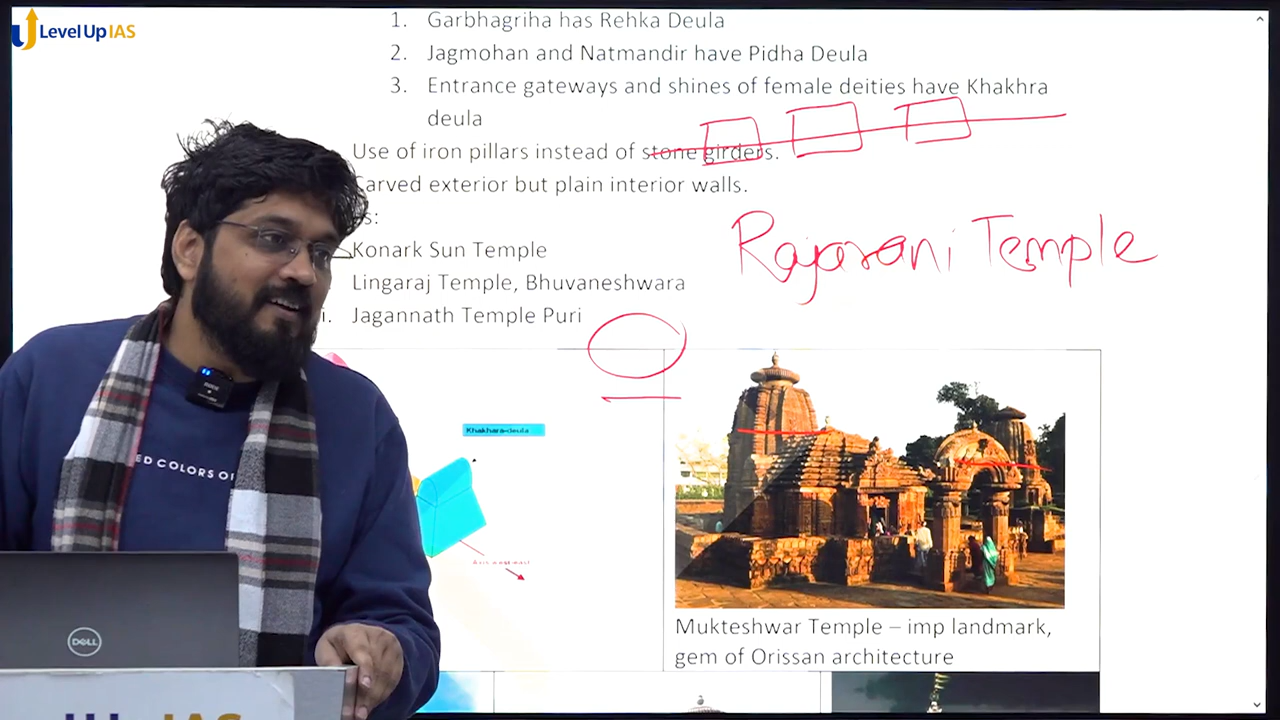 Level Up IAS
1. Garbhagriha has Rehka Deula
2. Jagmohan and Natmandir have Pidha Deula
3. Entrance gateways and shines of female deities have Khakhra
deula
Use of iron pillars instead of stone girders.
Carved exterior but plain interior walls.
s:
Konark Sun Temple
Rajarani Temple
Lingaraj Temple, Bhuvaneshwara
i. Jagannath Temple Puri
Khakhara-deula
ED COLORS O
DELL
Mukteshwar Temple – imp landmark,
gem of Orissan architecture